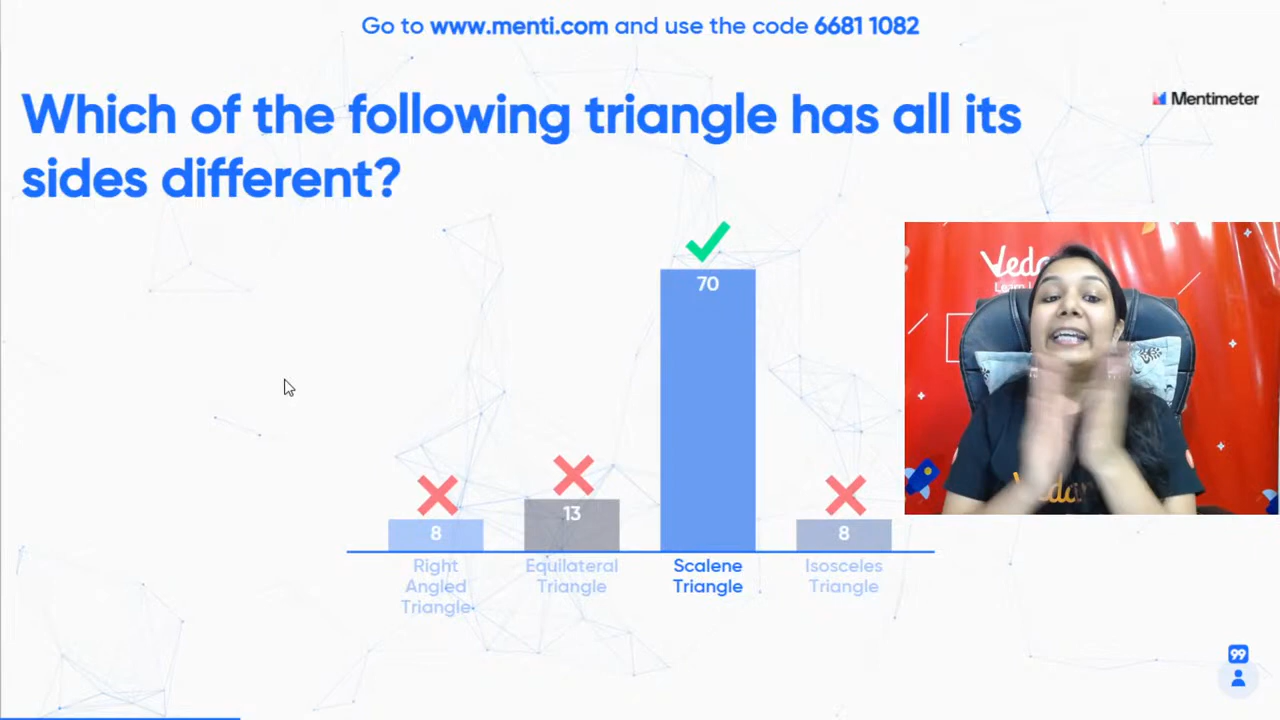 Go to www.menti.com and use the code 6681 1082
Which of the following triangle has all its
sides different?
Mentimeter
70
13
8
8
Right
Angled
Triangle
Equilateral
Triangle
Scalene
Triangle
Isosceles
Triangle
99